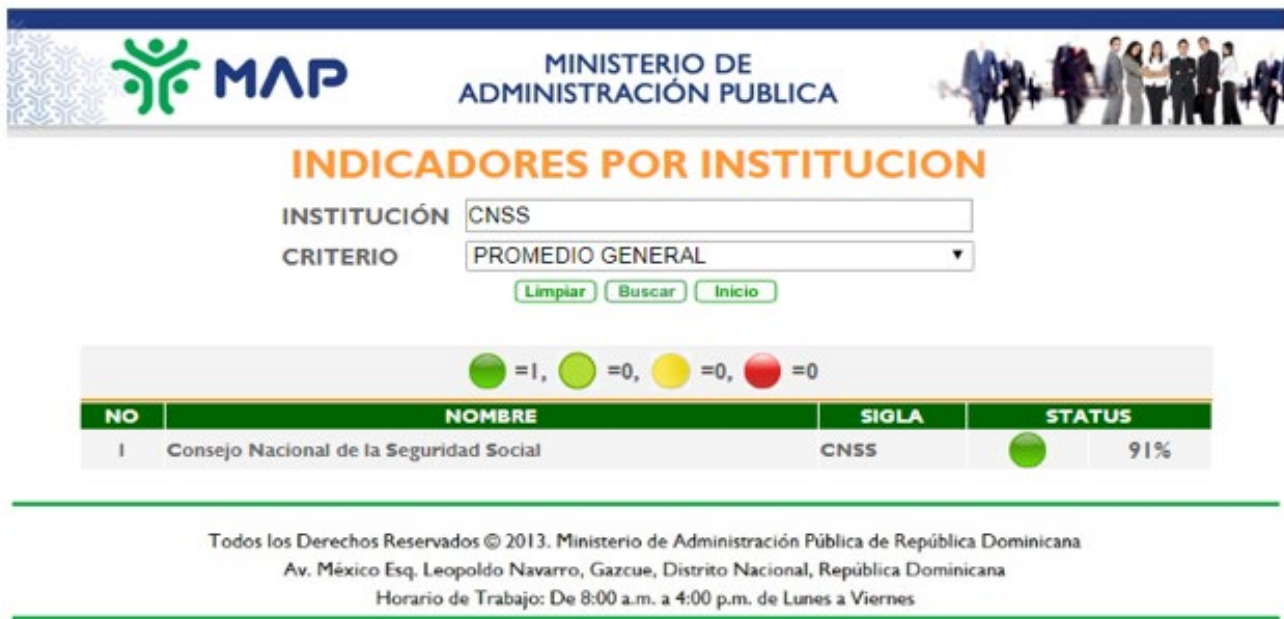 MAP
MINISTERIO DE
ADMINISTRACIÓN PUBLICA
INDICADORES POR INSTITUCION
INSTITUCIÓN CNSS
CRITERIO PROMEDIO GENERAL
Limpiar Buscar Inicio
=1, =0, =0, =0
NO NOMBRE SIGLA STATUS
1 Consejo Nacional de la Seguridad Social CNSS 91%
Todos los Derechos Reservados © 2013. Ministerio de Administración Pública de República Dominicana
Av. México Esq. Leopoldo Navarro, Gazcue, Distrito Nacional, República Dominicana
Horario de Trabajo: De 8:00 a.m. a 4:00 p.m. de Lunes a Viernes